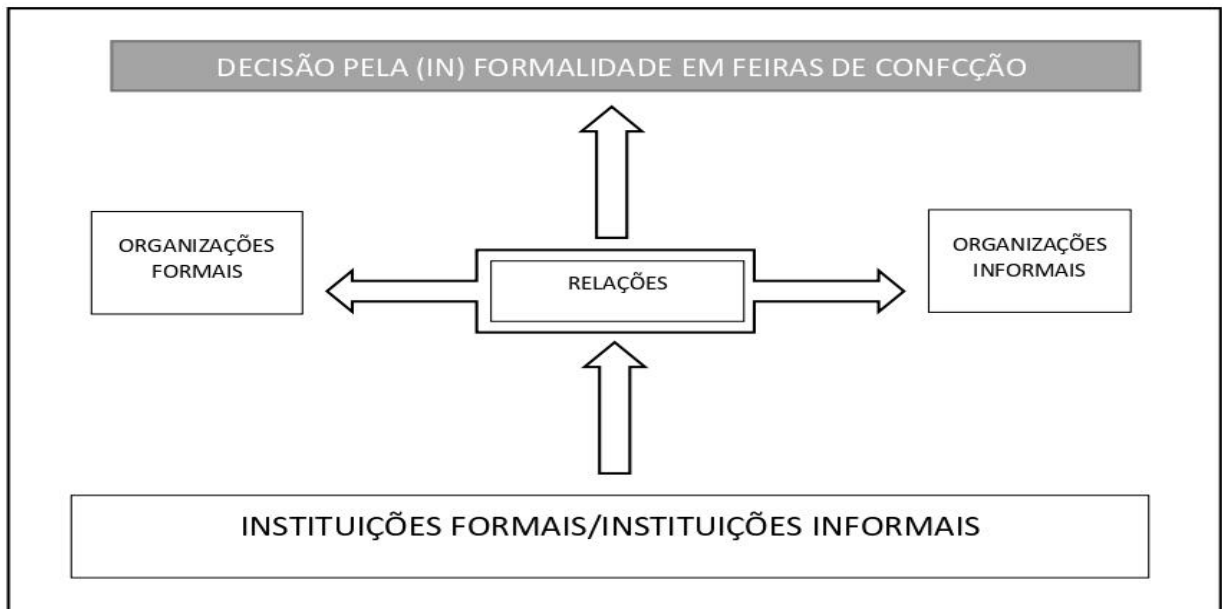 DECISÃO PELA (IN) FORMALIDADE EM FEIRAS DE CONFCÇÃO
ORGANIZAÇÕES
FORMAIS
RELAÇÕES
ORGANIZAÇÕES
INFORMAIS
INSTITUIÇÕES FORMAIS/INSTITUIÇÕES INFORMAIS